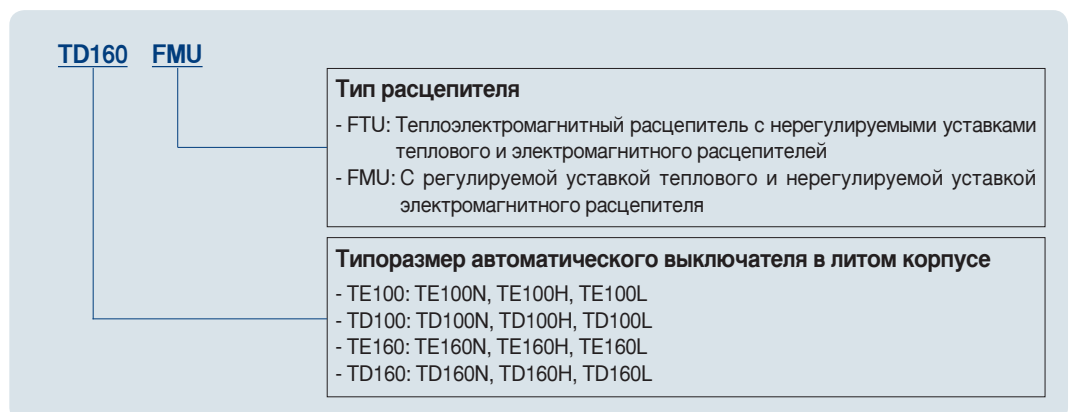 TD160 FMU
Тип расцепителя
- FTU: Теплоэлектромагнитный расцепитель с нерегулируемыми уставками
теплового и электромагнитного расцепителей
- FMU: С регулируемой уставкой теплового и нерегулируемой уставкой
электромагнитного расцепителя
Типоразмер автоматического выключателя в литом корпусе
- TE100: TE100N, TE100H, TE100L
- TD100: TD100N, TD100H, TD100L
- TE160: TE160N, TE160H, TE160L
- TD160: TD160N, TD160H, TD160L